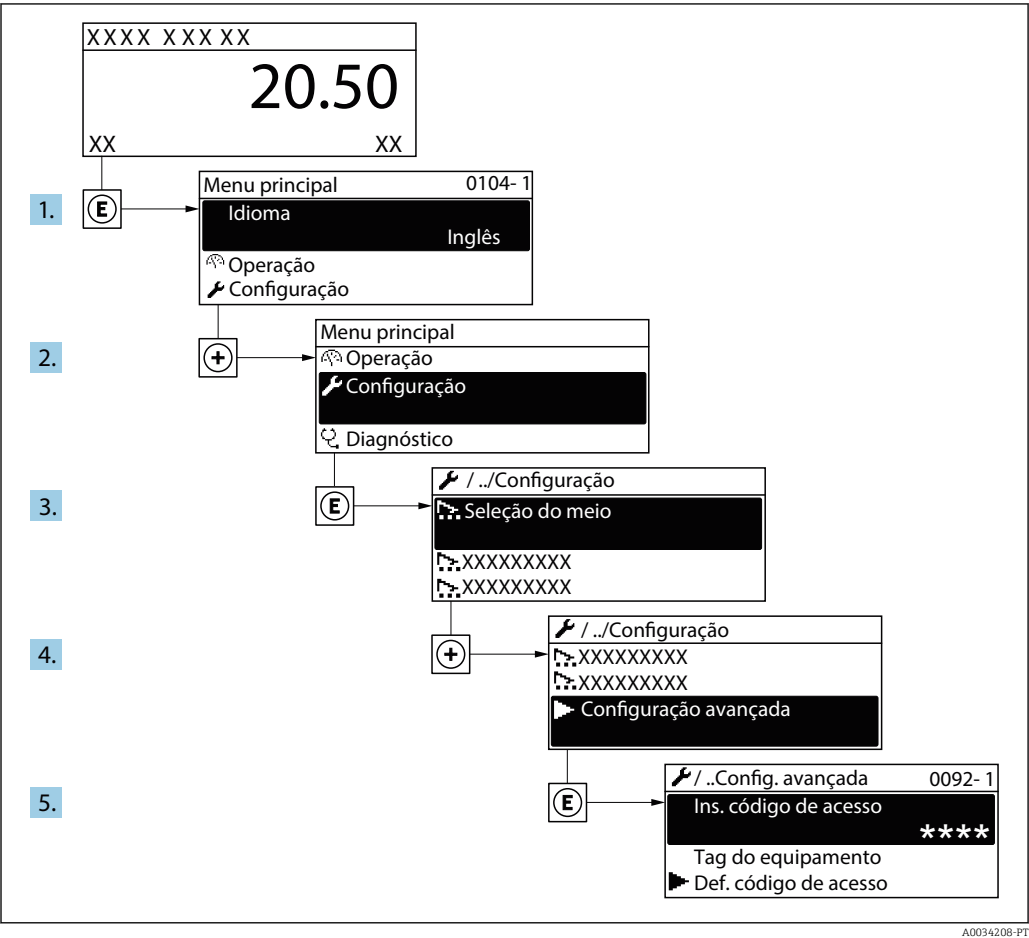 XXXX XXX XX
20.50
XX XX
1.
E
Menu principal 0104-1
Idioma
Inglês
Operação
Configuração
2.
+
Menu principal
Operação
Configuração
Diagnóstico
3.
E
/ ../Configuração
Seleção do meio
XXXXXXXXX
XXXXXXXXX
4.
+
/ ../Configuração
XXXXXXXXX
XXXXXXXXX
Configuração avançada
5.
E
/ ..Config. avançada 0092-1
Ins. código de acesso
****
Tag do equipamento
Def. código de acesso
A0034208-PT